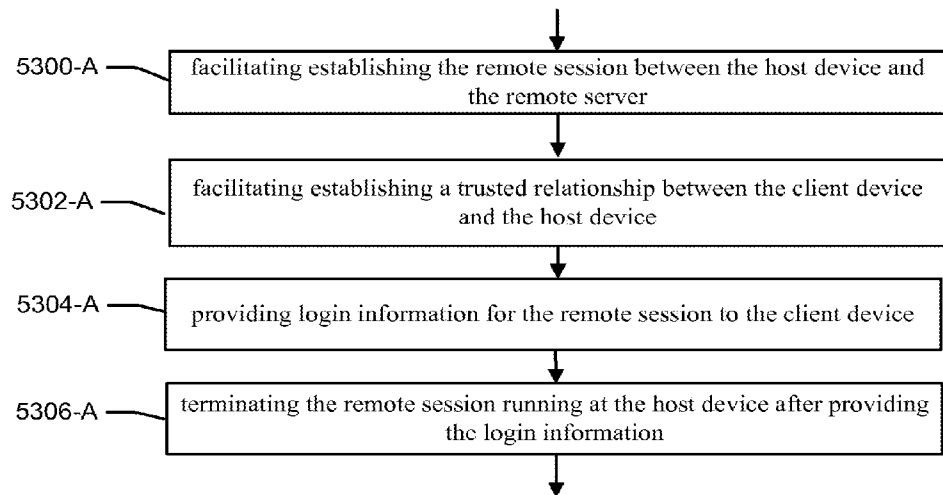 5300-A
facilitating establishing the remote session between the host device and
the remote server
5302-A
facilitating establishing a trusted relationship between the client device
and the host device
5304-A
providing login information for the remote session to the client device
5306-A
terminating the remote session running at the host device after providing
the login information